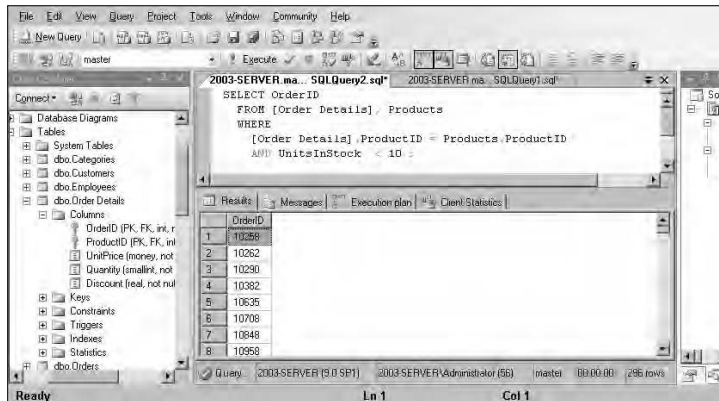 File Edit View Query Project Tools Window Community Help
New Query
master
Execute
2003-SERVER.ma... SQLQuery2.sql*
2003-SERVER.ma... SQLQuery1.sql*
Connect
Database Diagrams
Tables
System Tables
dbo.Categories
dbo.Customers
dbo.Employees
dbo.Order Details
Columns
OrderID (PK, FK, int, r
ProductID (PK, FK, int
UnitPrice (money, not
Quantity (smallint, not
Discount (real, not nul
Keys
Constraints
Triggers
Indexes
Statistics
dbo.Orders
SELECT OrderID
FROM [Order Details], Products
WHERE
[Order Details].ProductID = Products.ProductID
AND UnitsInStock < 10 ;
Results Messages Execution plan Client Statistics
OrderID
1 10258
2 10262
3 10290
4 10382
5 10635
6 10708
7 10848
8 10958
Query... 2003-SERVER (9.0 SP1) 2003-SERVER\Administrator (56) master 00:00:00 296 rows
So
Ready Ln 1 Col 1